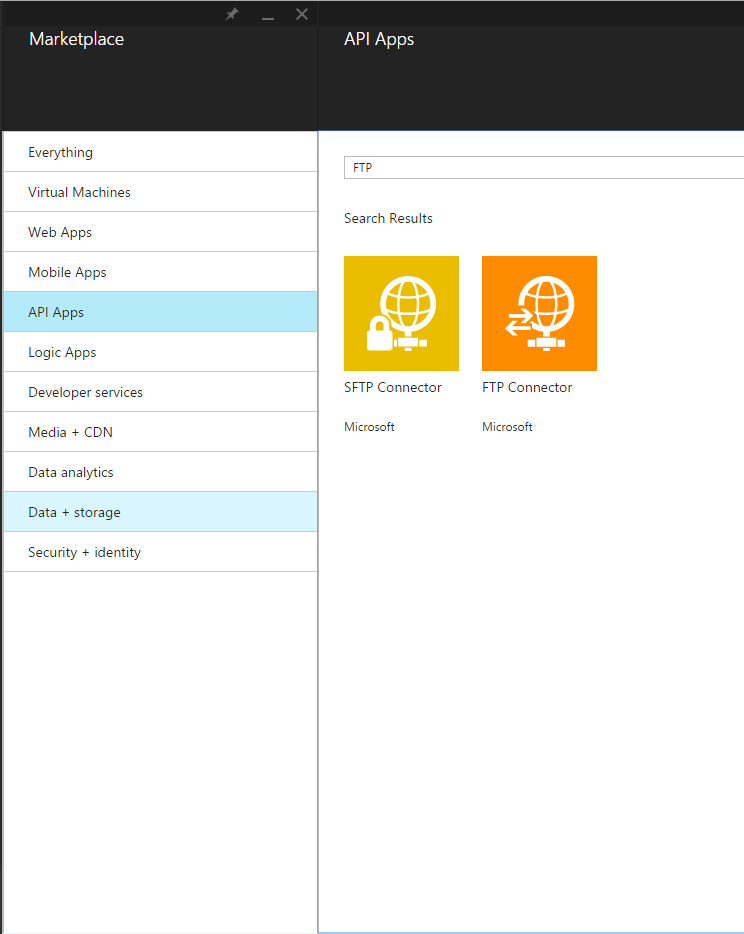 Marketplace
Everything
Virtual Machines
Web Apps
Mobile Apps
API Apps
Logic Apps
Developer services
Media + CDN
Data analytics
Data + storage
Security + identity
API Apps
FTP
Search Results
SFTP Connector
Microsoft
FTP Connector
Microsoft